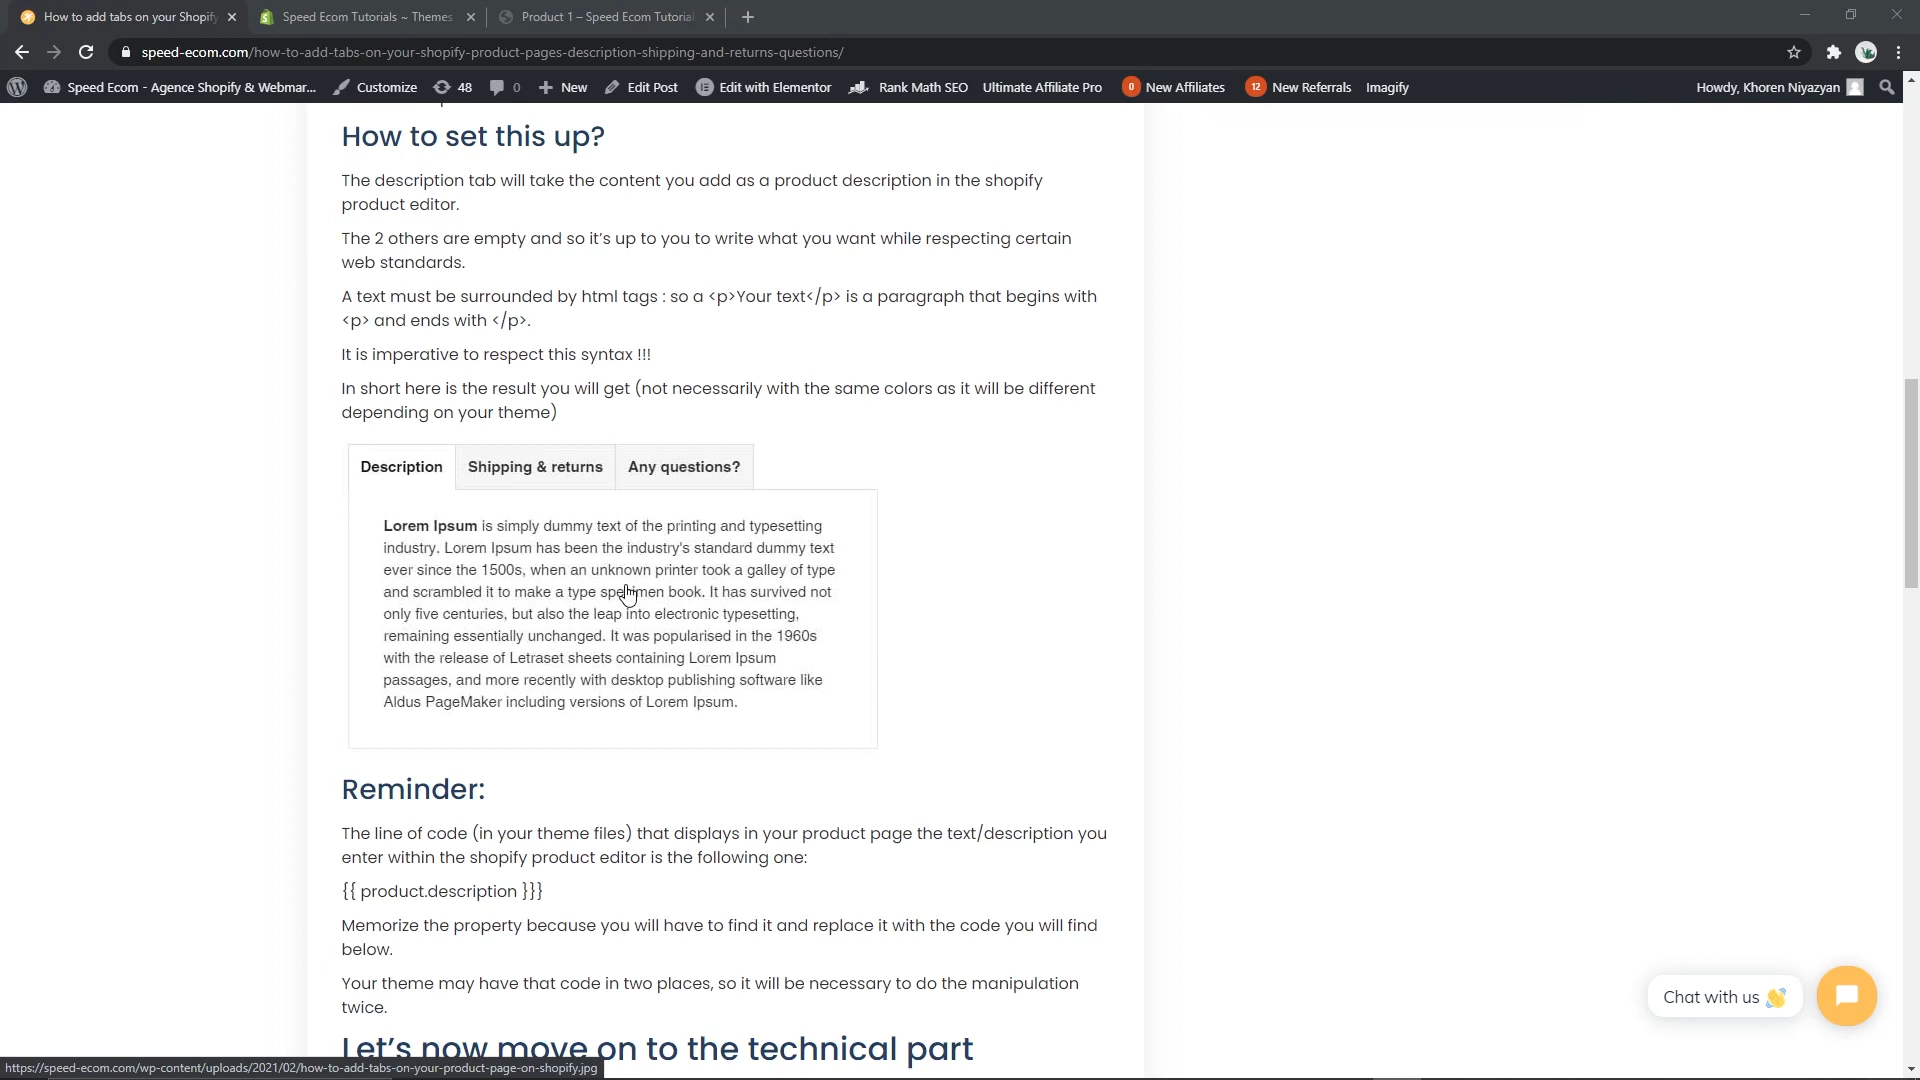 How to add tabs on your Shopify
Speed Ecom Tutorials ~ Themes
Product 1 – Speed Ecom Tutorial
speed-ecom.com/how-to-add-tabs-on-your-shopify-product-pages-description-shipping-and-returns-questions/
Speed Ecom - Agence Shopify & Webmar...
Customize
48
0
New
Edit Post
Edit with Elementor
Rank Math SEO
Ultimate Affiliate Pro
0 New Affiliates
12 New Referrals
Imagify
Howdy, Khoren Niyazyan
How to set this up?
The description tab will take the content you add as a product description in the shopify
product editor.
The 2 others are empty and so it's up to you to write what you want while respecting certain
web standards.
A text must be surrounded by html tags : so a <p>Your text</p> is a paragraph that begins with
<p> and ends with </p>.
It is imperative to respect this syntax !!!
In short here is the result you will get (not necessarily with the same colors as it will be different
depending on your theme)
Description
Shipping & returns
Any questions?
Lorem Ipsum is simply dummy text of the printing and typesetting
industry. Lorem Ipsum has been the industry's standard dummy text
ever since the 1500s, when an unknown printer took a galley of type
and scrambled it to make a type specimen book. It has survived not
only five centuries, but also the leap into electronic typesetting,
remaining essentially unchanged. It was popularised in the 1960s
with the release of Letraset sheets containing Lorem Ipsum
passages, and more recently with desktop publishing software like
Aldus PageMaker including versions of Lorem Ipsum.
Reminder:
The line of code (in your theme files) that displays in your product page the text/description you
enter within the shopify product editor is the following one:
{{ product.description }}}
Memorize the property because you will have to find it and replace it with the code you will find
below.
Your theme may have that code in two places, so it will be necessary to do the manipulation
twice.
Chat with us 👋
Let's now move on to the technical part
https://speed-ecom.com/wp-content/uploads/2021/02/how-to-add-tabs-on-your-product-page-on-shopify.jpg